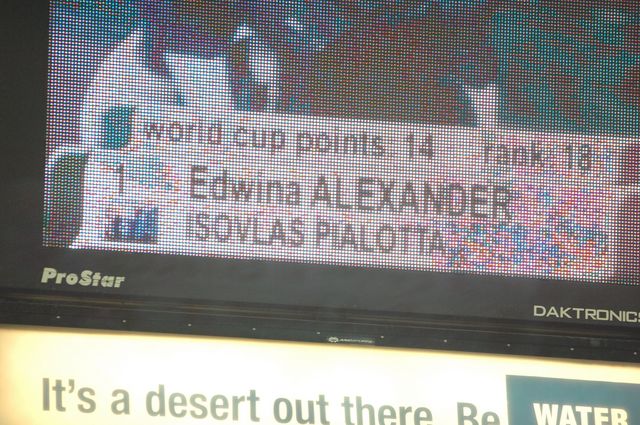 world cup points: 14 rank: 18
1 Edwina ALEXANDER
ISOVLAS PIALOTTA
ProStar
DAKTRONICS
It's a desert out there. Be
WATER